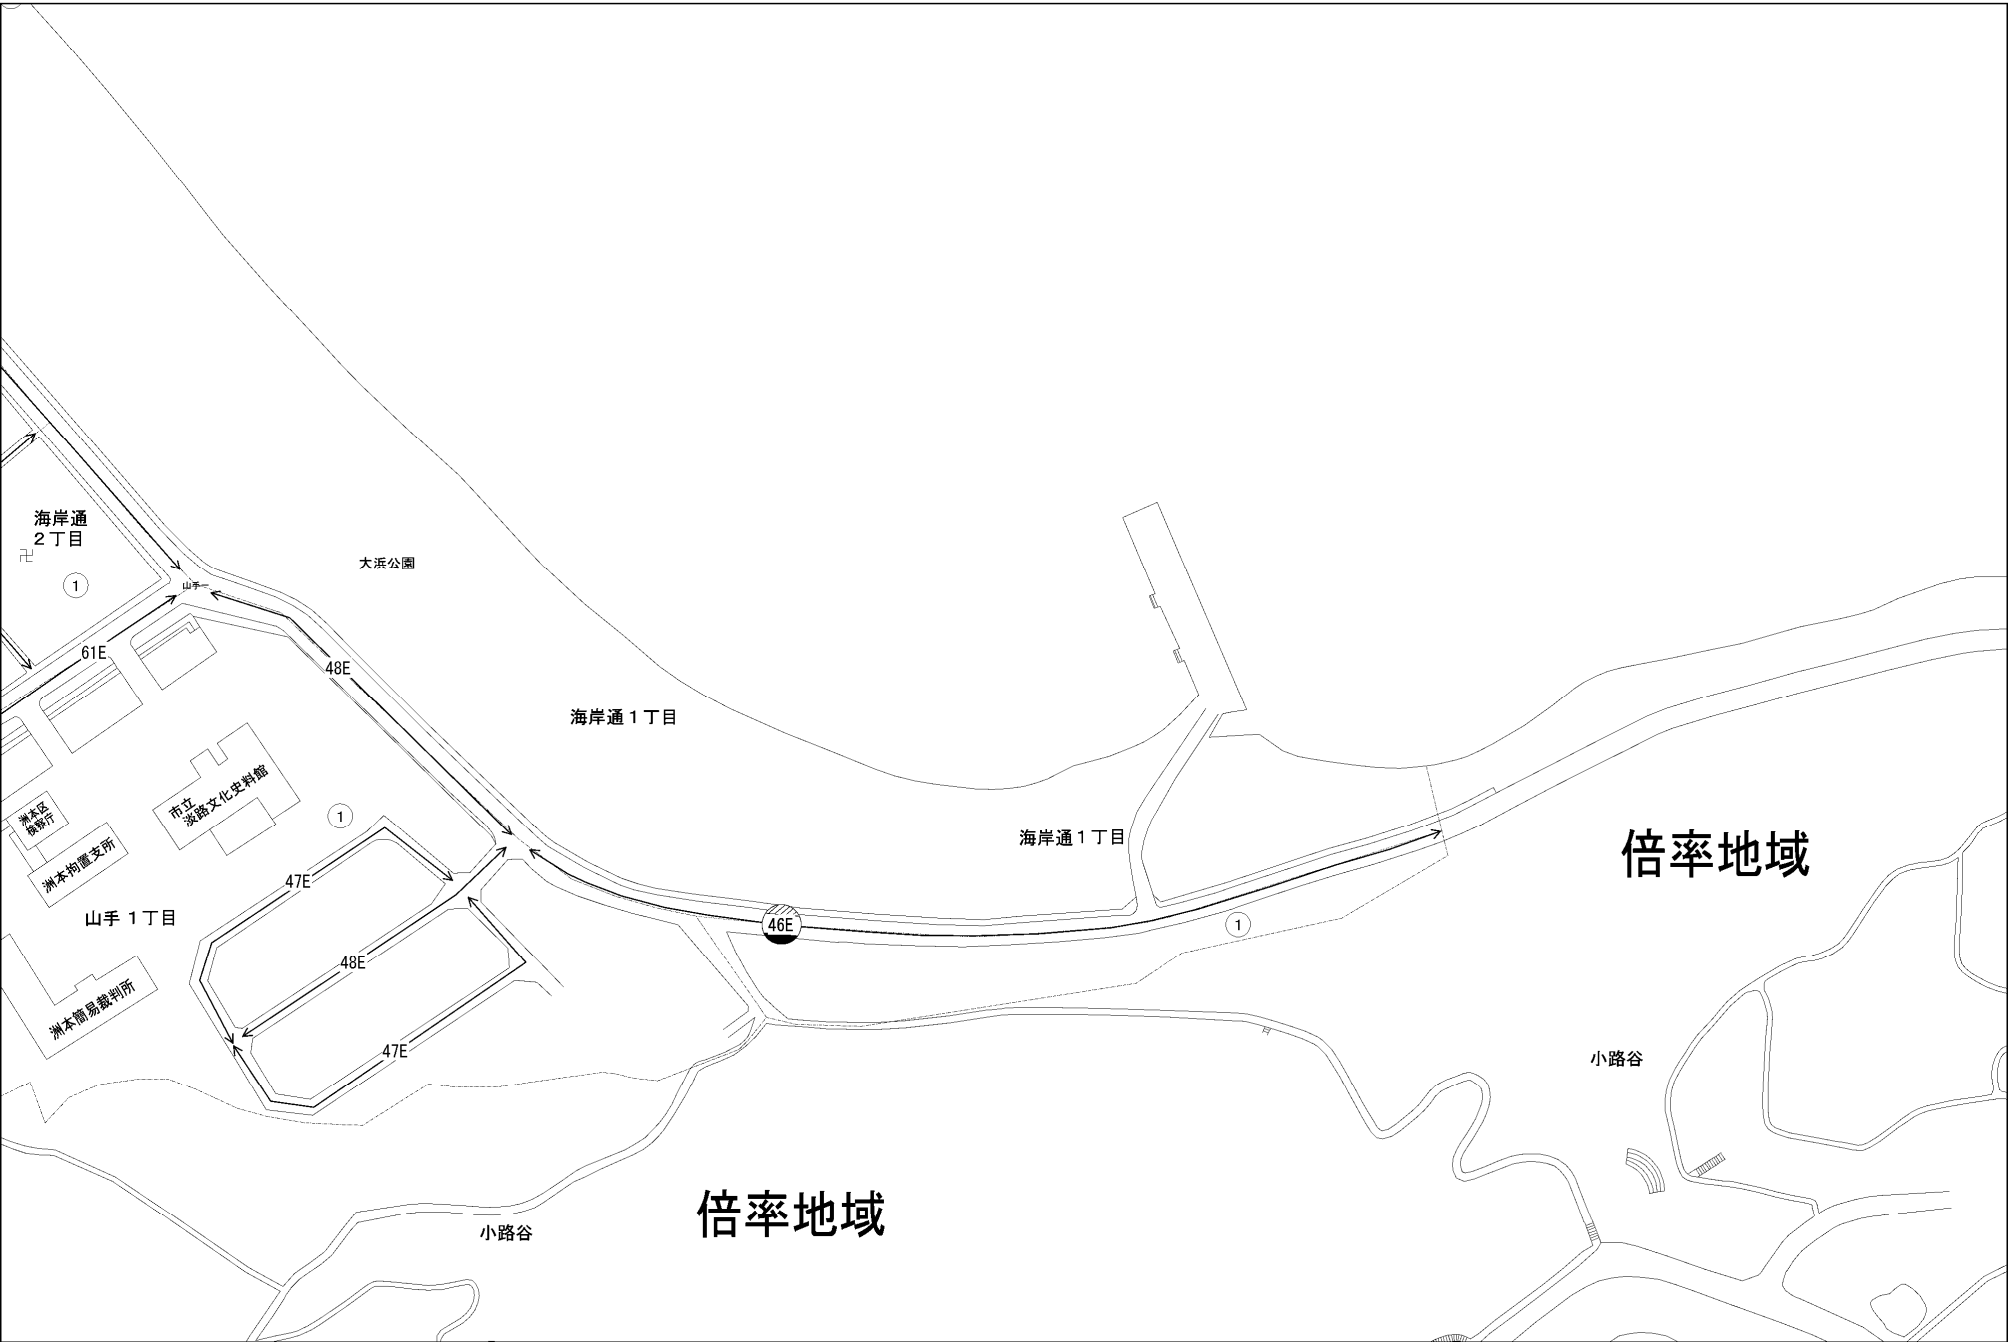 海岸通
２丁目
卍
1
大浜公園
山手一
61E
48E
海岸通１丁目
市立
淡路文化史料館
1
洲本区
検察庁
洲本拘置支所
海岸通１丁目
倍率地域
47E
山手 1丁目
46E
1
48E
洲本簡易裁判所
47E
小路谷
倍率地域
小路谷